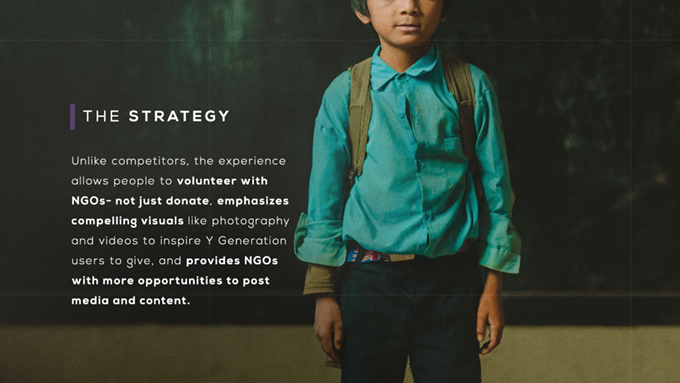 THE STRATEGY
Unlike competitors, the experience
allows people to volunteer with
NGOs- not just donate, emphasizes
compelling visuals like photography
and videos to inspire Y Generation
users to give, and provides NGOs
with more opportunities to post
media and content.